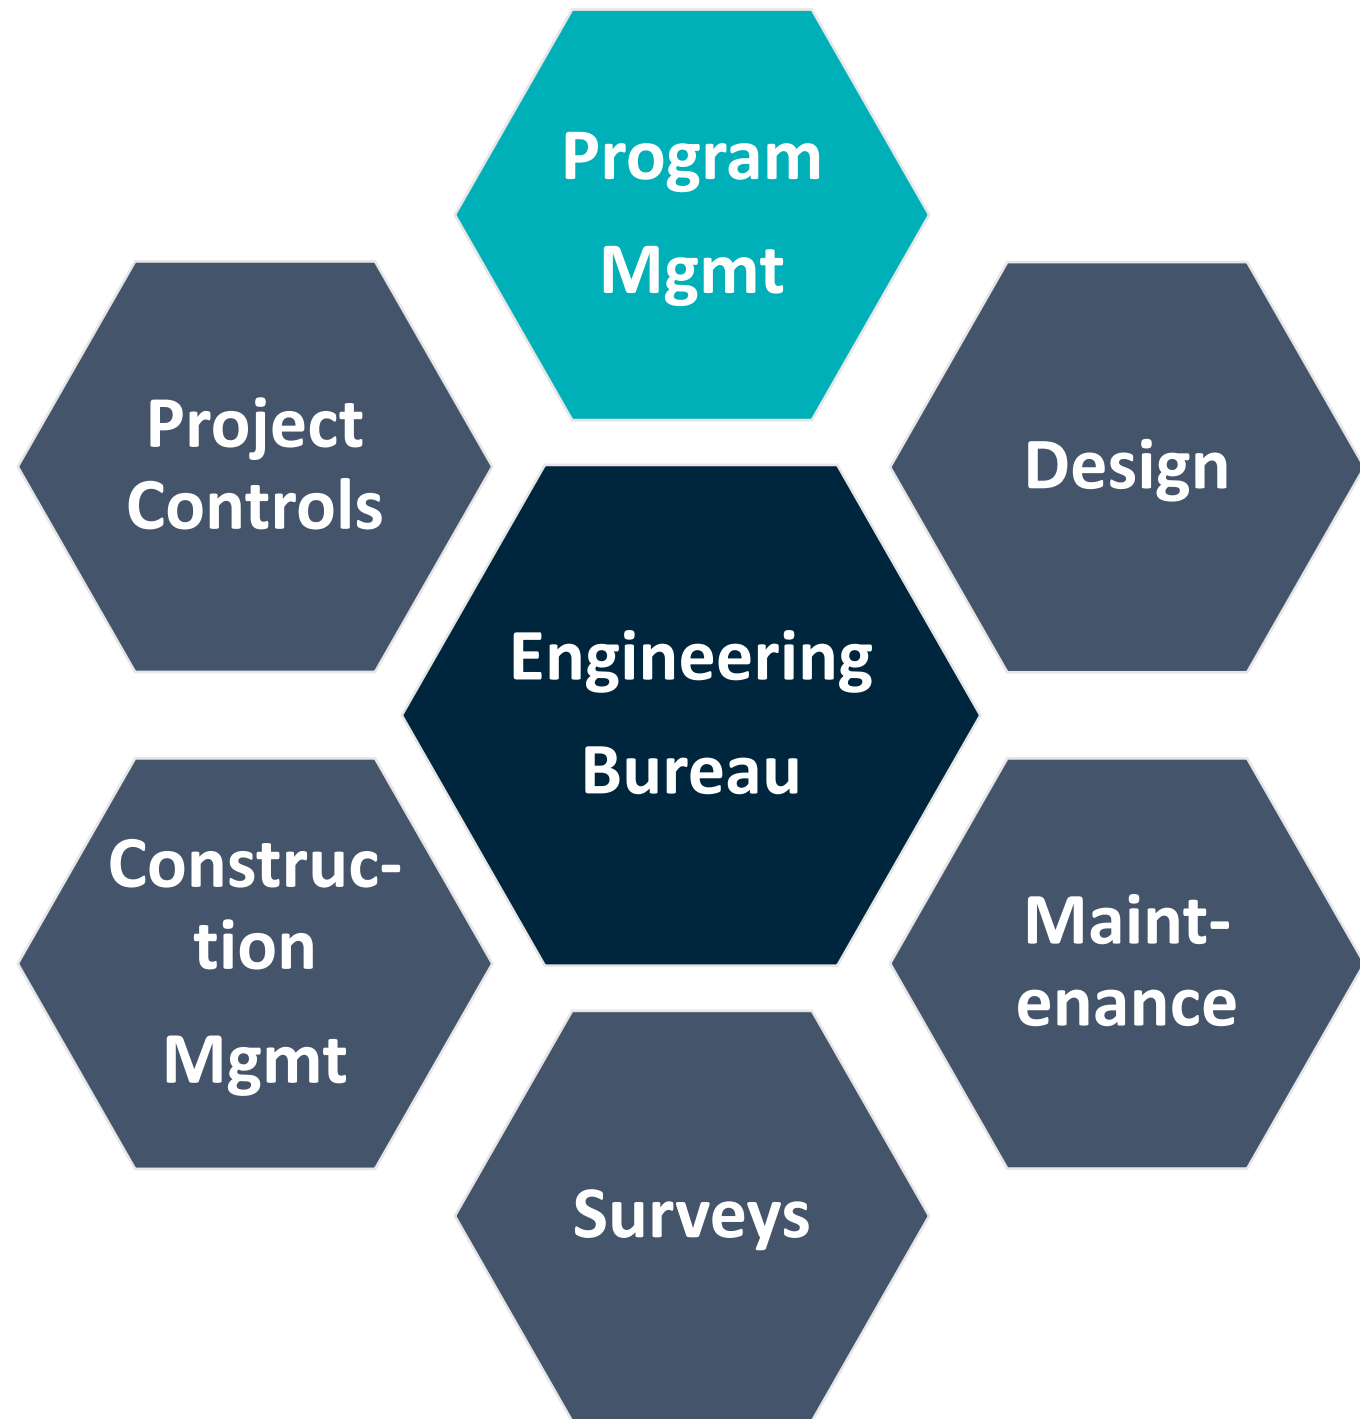 Program
Mgmt
Project
Controls
Design
Engineering
Bureau
Construc-
tion
Mgmt
Maint-
enance
Surveys